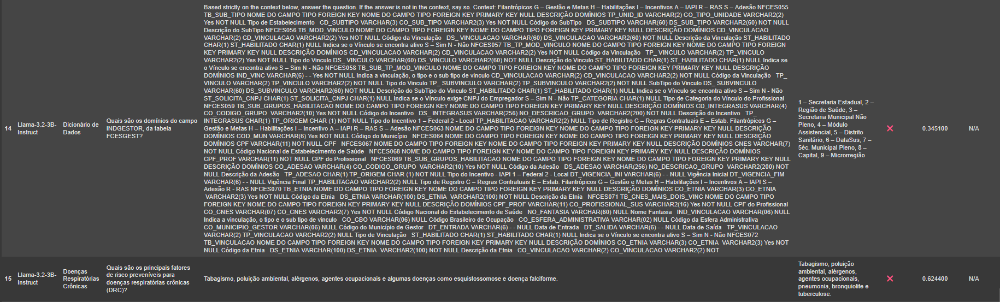 Based strictly on the context below, answer the question. If the answer is not in the context, say so. Context: Filantrópicos G – Gestão e Metas H – Habilitações I – Incentivos A – IAPI R – RAS S – Adesão NFCES055
TB_SUB_TIPO NOME DO CAMPO TIPO FOREIGN KEY NOME DO CAMPO TIPO FOREIGN KEY PRIMARY KEY NULL DESCRIÇÃO DOMÍNIOS TP_UNID_ID VARCHAR(2) CO_TIPO_UNIDADE VARCHAR2(2)
Yes NOT NULL Tipo de Estabelecimento CD_SUBTIPO VARCHAR(3) CO_SUB_TIPO VARCHAR2(3) Yes NOT NULL Código do SubTipo DS_SUBTIPO VARCHAR(60) DS_SUB_TIPO VARCHAR2(60) NOT NULL
Descrição do SubTipo NFCES056 TB_MOD_VINCULO NOME DO CAMPO TIPO FOREIGN KEY NOME DO CAMPO TIPO FOREIGN KEY PRIMARY KEY NULL DESCRIÇÃO DOMÍNIOS CD_VINCULACAO
VARCHAR(2) CD_VINCULACAO VARCHAR2(2) Yes NOT NULL Código da Vinculação DS_ VINCULACAO VARCHAR(60) DS_VINCULACAO VARCHAR2(60) NOT NULL Descrição da Vinculação ST_HABILITADO
CHAR(1) ST_HABILITADO CHAR(1) NULL Indica se o Vínculo se encontra ativo S – Sim N - Não NFCES057 TB_TP_MOD_VINCULO NOME DO CAMPO TIPO FOREIGN KEY NOME DO CAMPO TIPO FOREIGN
KEY PRIMARY KEY NULL DESCRIÇÃO DOMÍNIOS CD_VINCULACAO VARCHAR(2) CD_VINCULACAO VARCHAR2(2) Yes NOT NULL Código da Vinculação TP_ VINCULO VARCHAR(2) TP_VINCULO
VARCHAR2(2) Yes NOT NULL Tipo do Vinculo DS_ VINCULO VARCHAR(60) DS_VINCULO VARCHAR2(60) NOT NULL Descrição do Vinculo ST_HABILITADO CHAR(1) ST_HABILITADO CHAR(1) NULL Indica se
o Vínculo se encontra ativo S – Sim N - Não NFCES058 TB_SUB_TP_MOD_VINCULO NOME DO CAMPO TIPO FOREIGN KEY NOME DO CAMPO TIPO FOREIGN KEY PRIMARY KEY NULL DESCRIÇÃO
DOMÍNIOS IND_VINC VARCHAR(6) - - Yes NOT NULL Indica a vinculação, o tipo e o sub tipo de vinculo CD_VINCULACAO VARCHAR(2) CD_VINCULACAO VARCHAR2(2) NOT NULL Código da Vinculação TP_
VINCULO VARCHAR(2) TP_VINCULO VARCHAR2(2) NOT NULL Tipo do Vinculo TP_ SUBVINCULO VARCHAR(2) TP_SUBVINCULO VARCHAR2(2) NOT NULL SubTipo do Vinculo DS_ SUBVINCULO
VARCHAR(60) DS_SUBVINCULO VARCHAR2(60) NOT NULL Descrição do SubTipo do Vinculo ST_HABILITADO CHAR(1) ST_HABILITADO CHAR(1) NULL Indica se o Vínculo se encontra ativo S – Sim N - Não
ST_SOLICITA_CNPJ CHAR(1) ST_SOLICITA_CNPJ CHAR(1) NULL Indica se o Vínculo exige CNPJ do Empregador S – Sim N - Não TP_CATEGORIA CHAR(1) NULL Tipo de Categoria do Vínculo do Profissional
NFCES059 TB_SUB_GRUPOS_HABILITACAO NOME DO CAMPO TIPO FOREIGN KEY NOME DO CAMPO TIPO FOREIGN KEY PRIMARY KEY NULL DESCRIÇÃO DOMÍNIOS CD_INTEGRASUS VARCHAR(4)
CO_CODIGO_GRUPO VARCHAR2(10) Yes NOT NULL Código do Incentivo DS_ INTEGRASUS VARCHAR(256) NO_DESCRICAO_GRUPO VARCHAR2(200) NOT NULL Descrição do Incentivo TP_
INTEGRASUS CHAR(1) TP_ORIGEM CHAR (1) NOT NULL Tipo do Incentivo 1 – Federal 2 - Local TP_HABILITACAO VARCHAR2(2) NULL Tipo de Registro C – Regras Contratuais E – Estab. Filantrópicos G –
14 Llama-3.2-3B-Instruct Dicionário de Dados Quais são os domínios do campo INDGESTOR, da tabela FCESGEST? Gestão e Metas H – Habilitações I – Incentivo A – IAPI R – RAS S – Adesão NFCES063 NOME DO CAMPO TIPO FOREIGN KEY NOME DO CAMPO TIPO FOREIGN KEY PRIMARY KEY NULL DESCRIÇÃO
DOMÍNIOS COD_MUN VARCHAR(6) Yes NOT NULL Código do Município NFCES064 NOME DO CAMPO TIPO FOREIGN KEY NOME DO CAMPO TIPO FOREIGN KEY PRIMARY KEY NULL DESCRIÇÃO
DOMÍNIOS CPF VARCHAR(11) NOT NULL CPF NFCES067 NOME DO CAMPO TIPO FOREIGN KEY NOME DO CAMPO TIPO FOREIGN KEY PRIMARY KEY NULL DESCRIÇÃO DOMÍNIOS CNES VARCHAR(7)
NOT NULL Código Nacional de Estabelecimento de Saúde NFCES068 NOME DO CAMPO TIPO FOREIGN KEY NOME DO CAMPO TIPO FOREIGN KEY PRIMARY KEY NULL DESCRIÇÃO DOMÍNIOS
CPF_PROF VARCHAR(11) NOT NULL CPF do Profissional NFCES069 TB_SUB_GRUPOS_HABILITACAO NOME DO CAMPO TIPO FOREIGN KEY NOME DO CAMPO TIPO FOREIGN KEY PRIMARY KEY NULL
DESCRIÇÃO DOMÍNIOS CO_ADESAO VARCHAR(4) CO_CODIGO_GRUPO VARCHAR2(10) Yes NOT NULL Código da Adesão DS_ADESAO VARCHAR(256) NO_DESCRICAO_GRUPO VARCHAR2(200) NOT
NULL Descrição da Adesão TP_ADESAO CHAR(1) TP_ORIGEM CHAR (1) NOT NULL Tipo do Incentivo - IAPI 1 – Federal 2 - Local DT_VIGENCIA_INI VARCHAR(6) - - NULL Vigência Inicial DT_VIGENCIA_FIM
VARCHAR(6) - - NULL Vigência Final TP_HABILITACAO VARCHAR2(2) NULL Tipo de Registro C – Regras Contratuais E – Estab. Filantrópicos G – Gestão e Metas H – Habilitações I – Incentivos A – IAPI S –
Adesão R - RAS NFCES070 TB_ETNIA NOME DO CAMPO TIPO FOREIGN KEY NOME DO CAMPO TIPO FOREIGN KEY PRIMARY KEY NULL DESCRIÇÃO DOMÍNIOS CO_ETNIA VARCHAR(3) CO_ETNIA
VARCHAR2(3) Yes NOT NULL Código da Etnia DS_ETNIA VARCHAR(100) DS_ETNIA VARCHAR2(100) NOT NULL Descrição da Etnia NFCES071 TB_CNES_MAIS_DOIS_VINC NOME DO CAMPO TIPO
FOREIGN KEY NOME DO CAMPO TIPO FOREIGN KEY PRIMARY KEY NULL DESCRIÇÃO DOMÍNIOS CPF_PROF VARCHAR(11) CO_PROFISSIONAL_SUS VARCHAR2(16) Yes NOT NULL CPF do Profissional
CO_CNES VARCHAR(07) CO_CNES VARCHAR2(7) Yes NOT NULL Código Nacional do Estabelecimento de Saúde NO_FANTASIA VARCHAR(60) NULL Nome Fantasia IND_VINCULACAO VARCHAR(06) NULL
Indica a vinculação, o tipo e o sub tipo de vinculo CO_CBO VARCHAR(06) NULL Código Brasileiro de Ocupação CO_ESFERA_ADMINISTRATIVA VARCHAR(02) NULL Código da Esfera Administrativa
CO_MUNICIPIO_GESTOR VARCHAR(06) NULL Código do Município de Gestor DT_ENTRADA VARCHAR(6) - - NULL Data de Entrada DT_SALIDA VARCHAR(6) - - NULL Data de Saída TP_VINCULACAO
VARCHAR(2) TP_VINCULACAO VARCHAR2(2) NULL Tipo de Vinculação ST_HABILITADO CHAR(1) ST_HABILITADO CHAR(1) NULL Indica se o Vínculo se encontra ativo S – Sim N - Não NFCES072
TB_VINCULACAO NOME DO CAMPO TIPO FOREIGN KEY NOME DO CAMPO TIPO FOREIGN KEY PRIMARY KEY NULL DESCRIÇÃO DOMÍNIOS CO_ETNIA VARCHAR(3) CO_ETNIA VARCHAR2(3) Yes NOT
NULL Código da Etnia DS_ETNIA VARCHAR(100) DS_ETNIA VARCHAR2(100) NOT NULL Descrição da Etnia CO_VINCULACAO VARCHAR(2) CO_VINCULACAO VARCHAR2(2) NOT
1 – Secretaria Estadual, 2 –
Região de Saúde, 3 –
Secretaria Municipal Não
Pleno, 4 – Módulo
Assistencial, 5 – Distrito
Sanitário, 6 – DataSus, 7 –
5éc. Municipal Pleno, 8 –
Capital, 9 – Microrregião
❌ 0.345100 N/A
15 Llama-3.2-3B-Instruct Doenças Respiratórias Crônicas
Quais são os principais fatores
de risco preveníveis para
doenças respiratórias crônicas
(DRC)?
Tabagismo, poluição ambiental, alérgenos, agentes ocupacionais e algumas doenças como esquistossomose e doença falciforme.
Tabagismo, poluição
ambiental, alérgenos,
agentes ocupacionais,
pneumonia, bronquiolite e
tuberculose.
❌ 0.624400 N/A